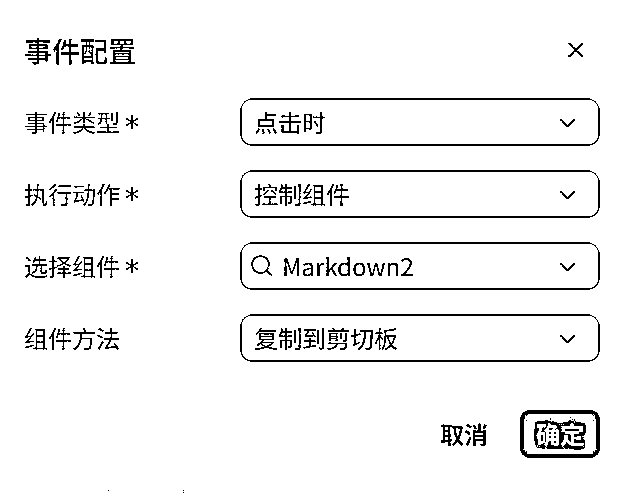 事件配置
事件类型* 点击时
执行动作* 控制组件
选择组件* Markdown2
组件方法 复制到剪切板
取消 确定